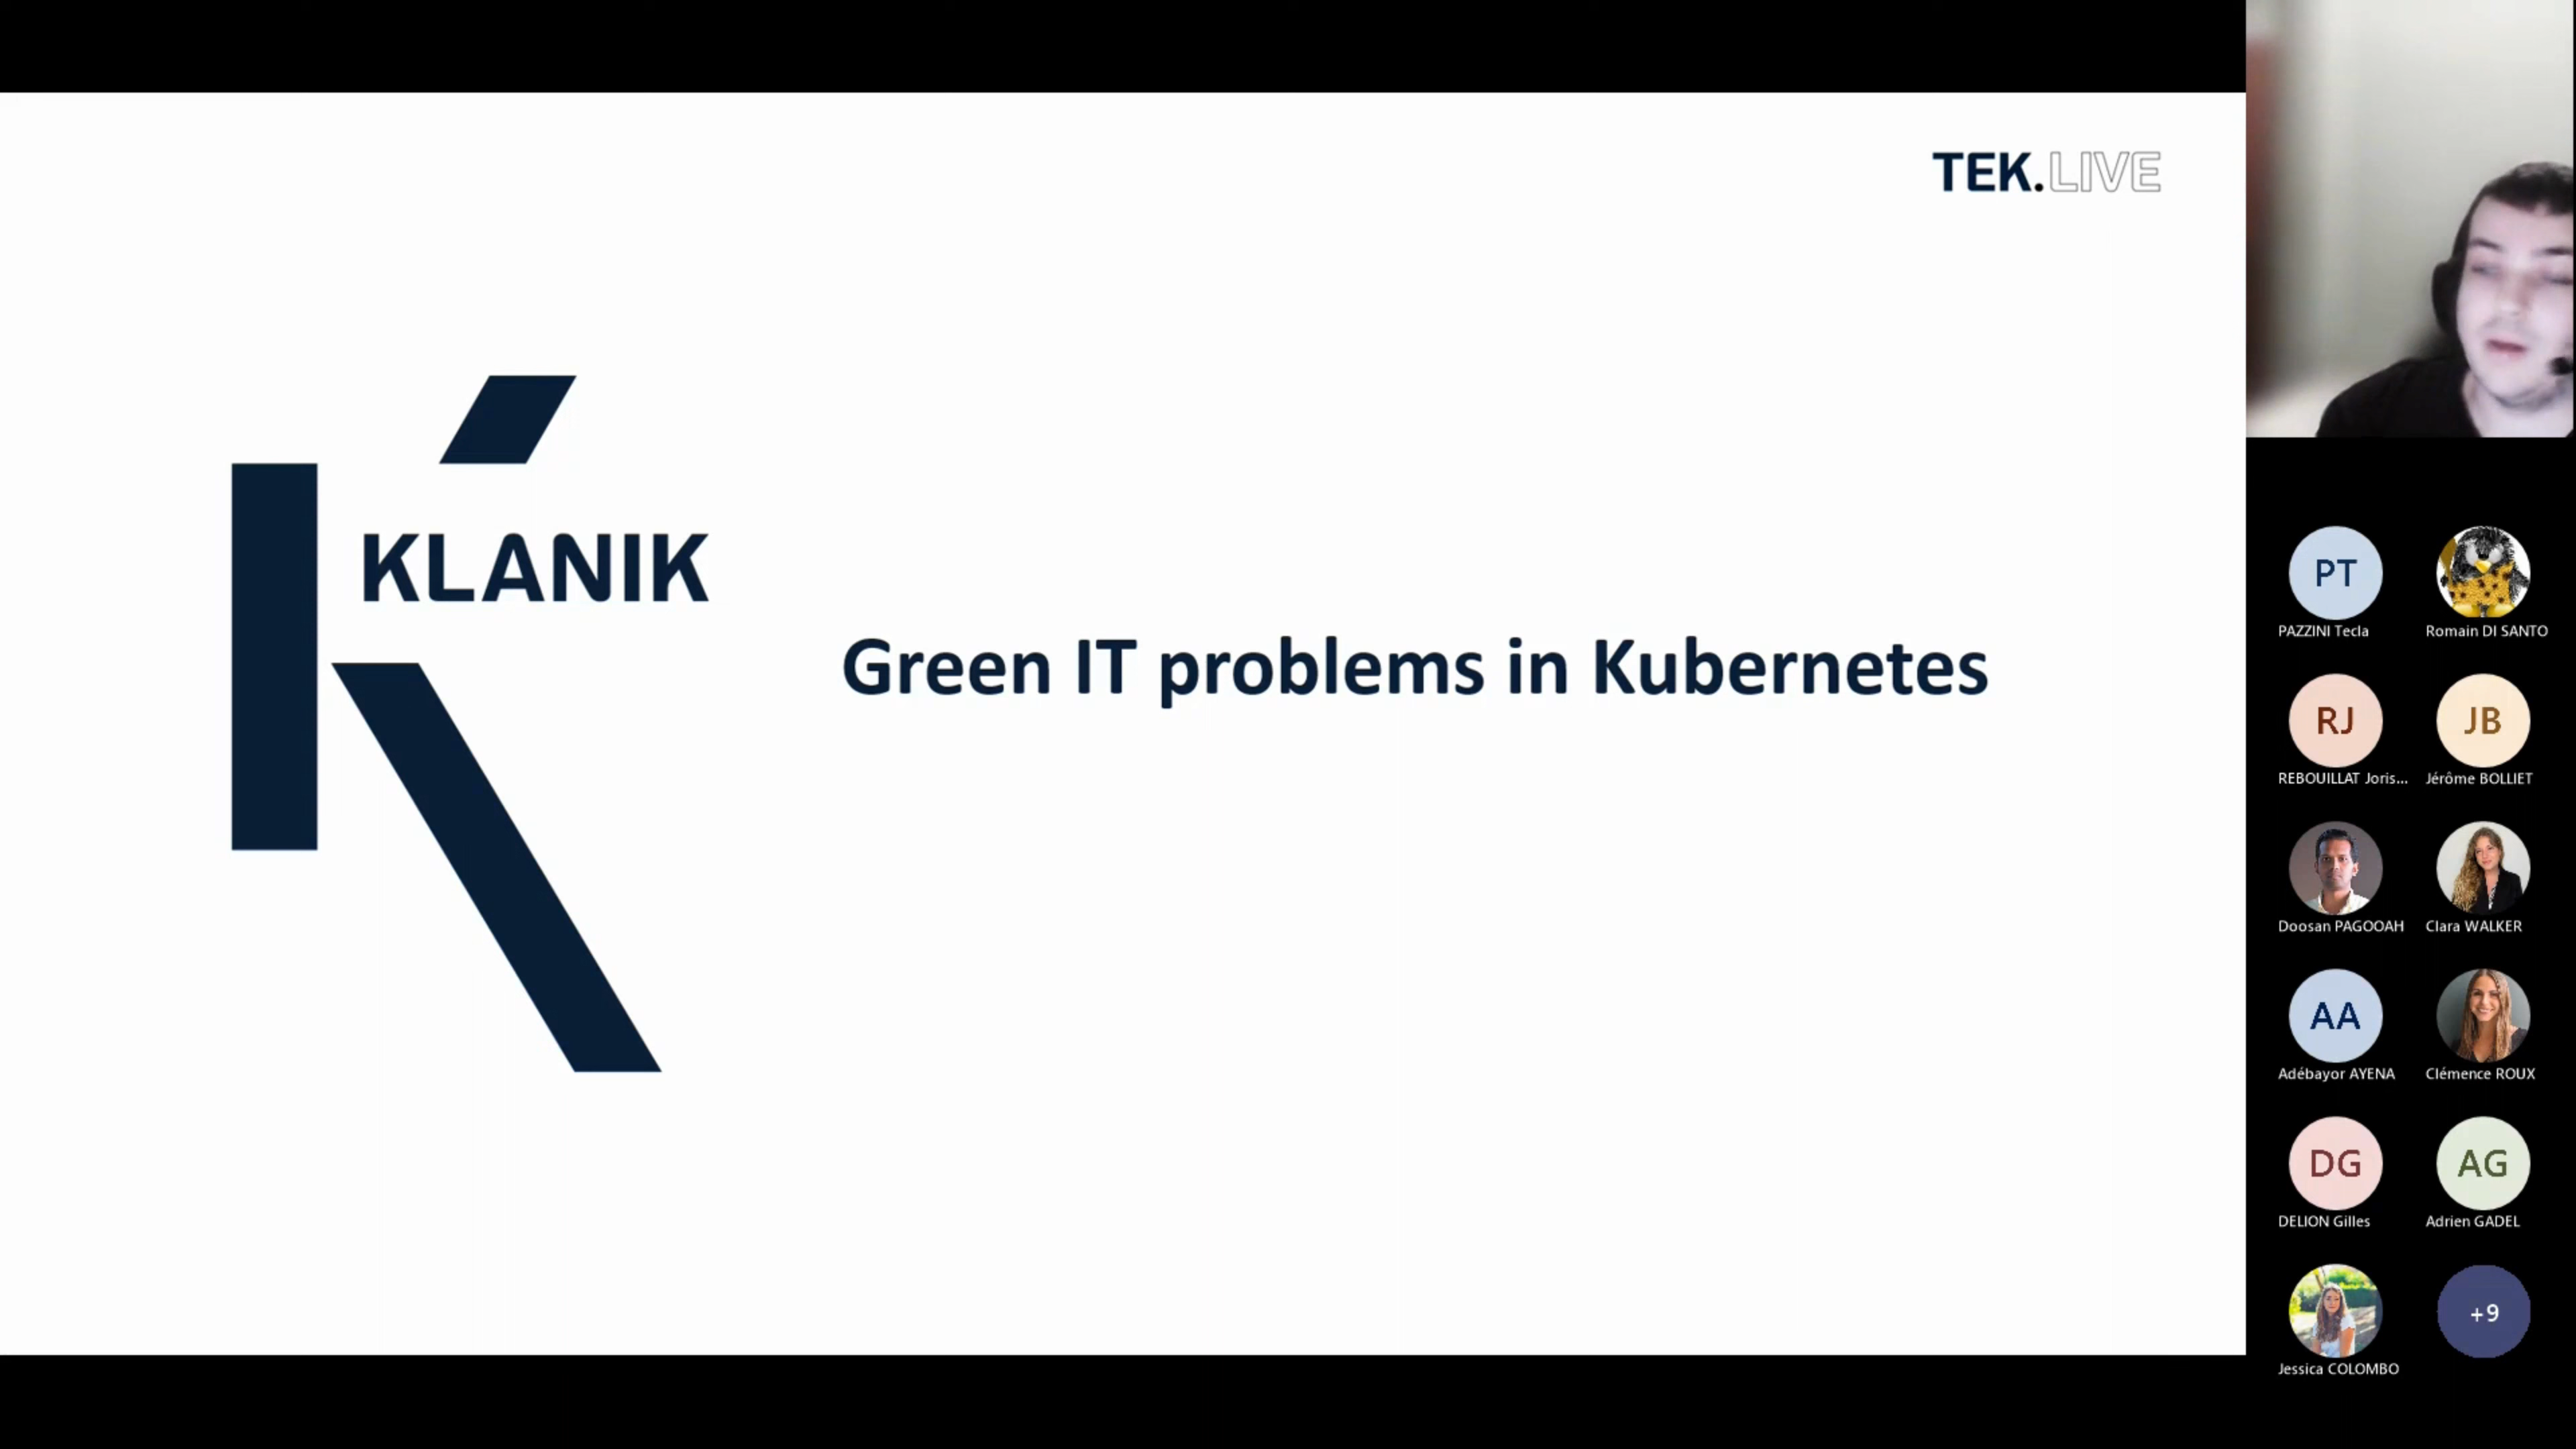 TEK.LIVE
KLANIK
Green IT problems in Kubernetes
PT
PAZZINI Tecla
Romain DI SANTO
RJ
JB
REBOUILLAT Joris...
Jérôme BOLLIET
Doosan PAGOOAH
Clara WALKER
AA
Adébayor AYENA
Clémence ROUX
DG
AG
DELION Gilles
Adrien GADEL
+9
Jessica COLOMBO